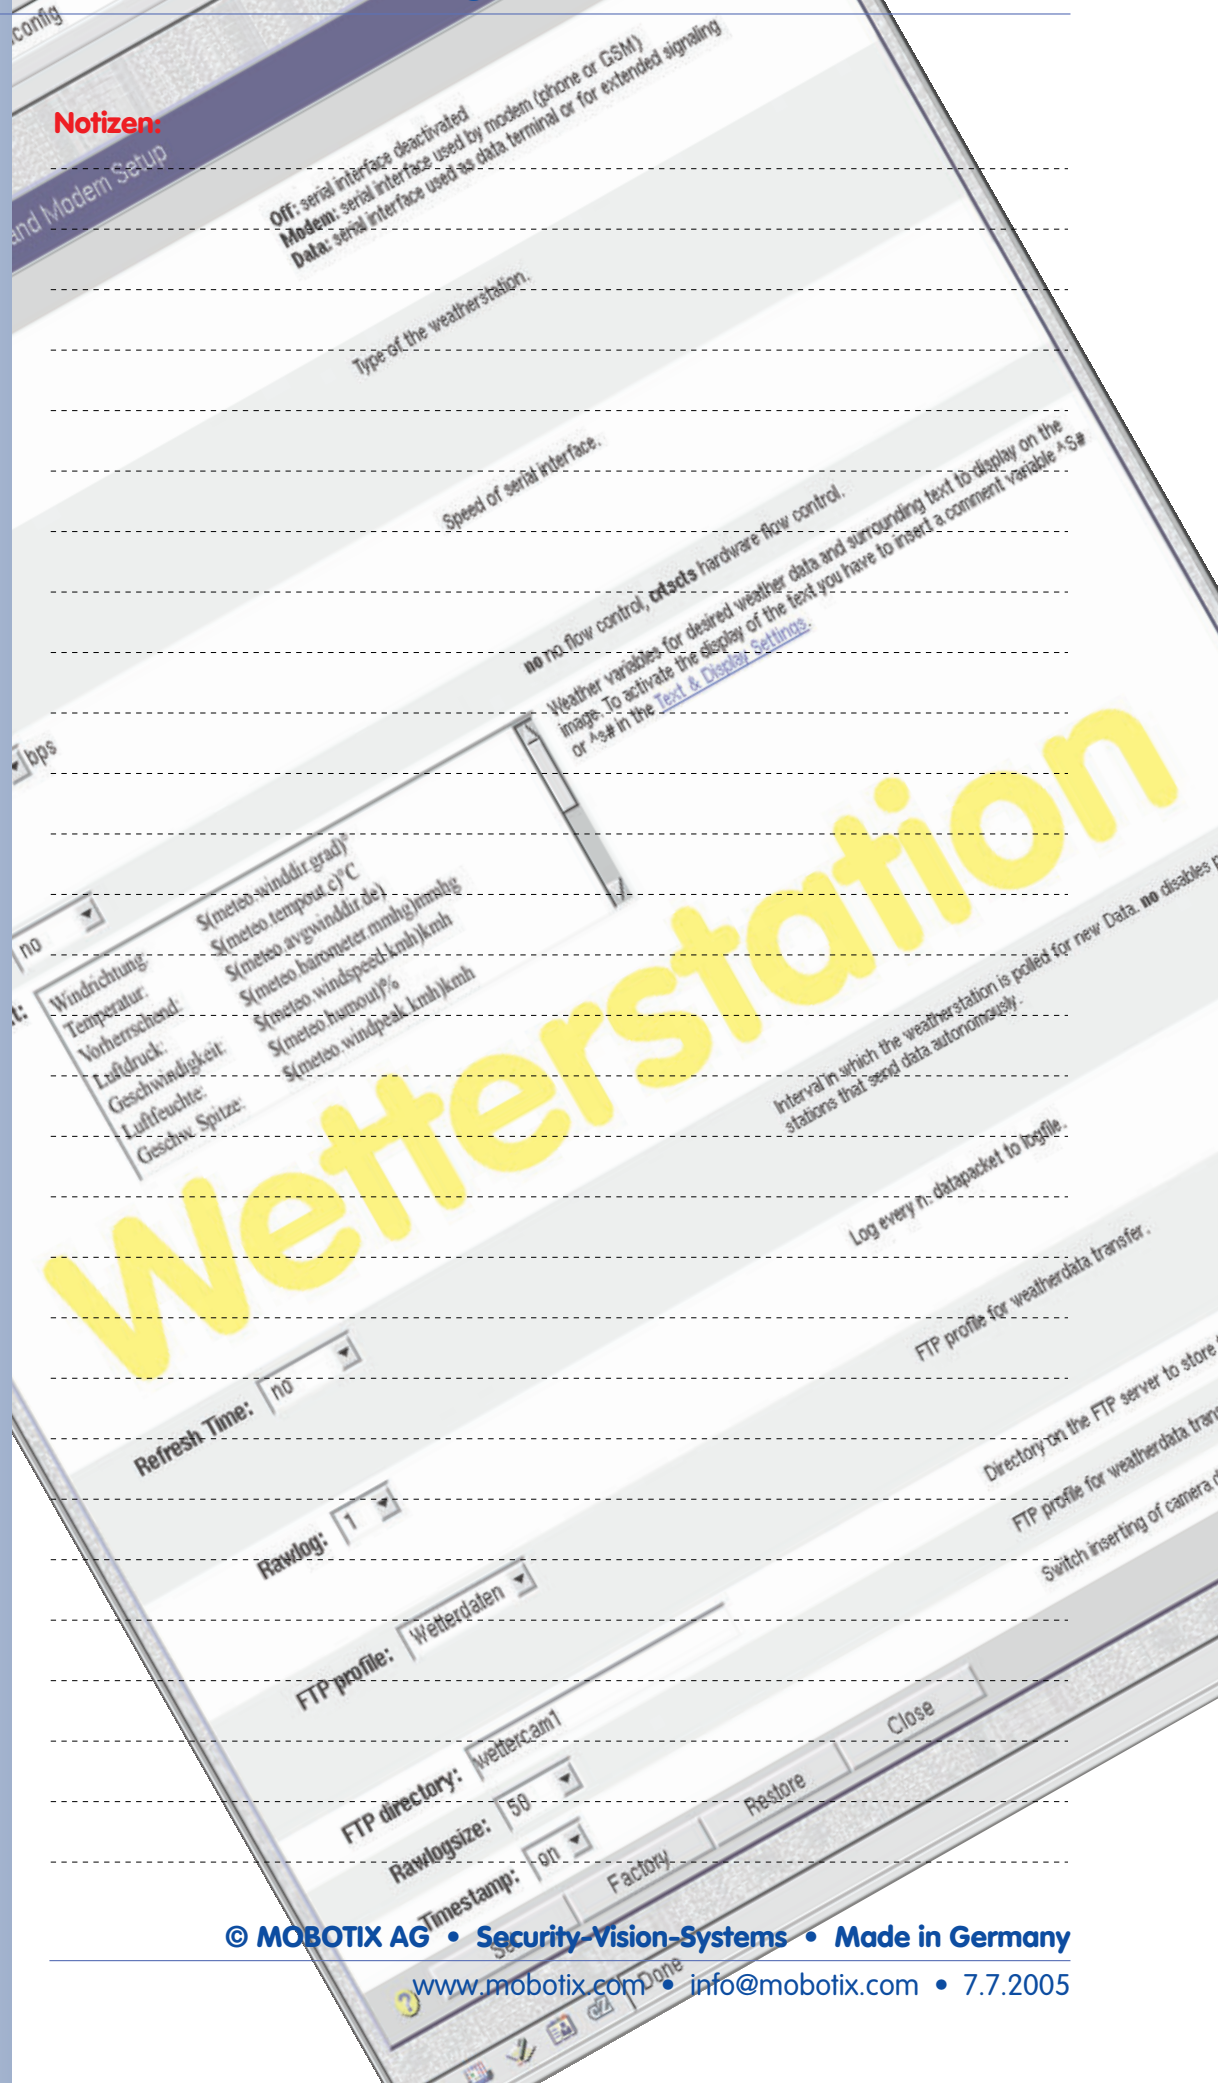 config
Notizen:
and Modem Setup
Off: serial interface deactivated
Modem: serial interface used by modem (phone or GSM)
Data: serial interface used as data terminal or for extended signaling
Type of the weatherstation.
Speed of serial interface.
no no flow control, crtscts hardware flow control.
bps
Weather variables for desired weather data and surrounding text to display on the
image. To activate the display of the text you have to insert a comment variable ^S#
or ^s# in the Text & Display Settings.
no
t:
Windrichtung: $(meteo.winddir.grad)°
Temperatur: $(meteo.tempout.c)°C
Vorherrschend: $(meteo.avgwinddir.de)
Luftdruck: $(meteo.barometer.mmhg)mmhg
Geschwindigkeit: $(meteo.windspeed.kmh)kmh
Luftfeuchte: $(meteo.humout)%
Geschw. Spitze: $(meteo.windpeak.kmh)kmh
Wetterstation
Interval in which the weatherstation is polled for new Data. no disables
stations that send data autonomously.
Refresh Time: no
Log every n. datapacket to logfile.
Rawlog: 1
FTP profile for weatherdata transfer.
FTP profile: Wetterdaten
Directory on the FTP server to store
FTP directory: wettercam1
FTP profile for weatherdata
Rawlogsize: 50
Switch inserting of camera
Timestamp: on
Factory
Restore
Close
Done
© MOBOTIX AG • Security-Vision-Systems • Made in Germany
www.mobotix.com • info@mobotix.com • 7.7.2005